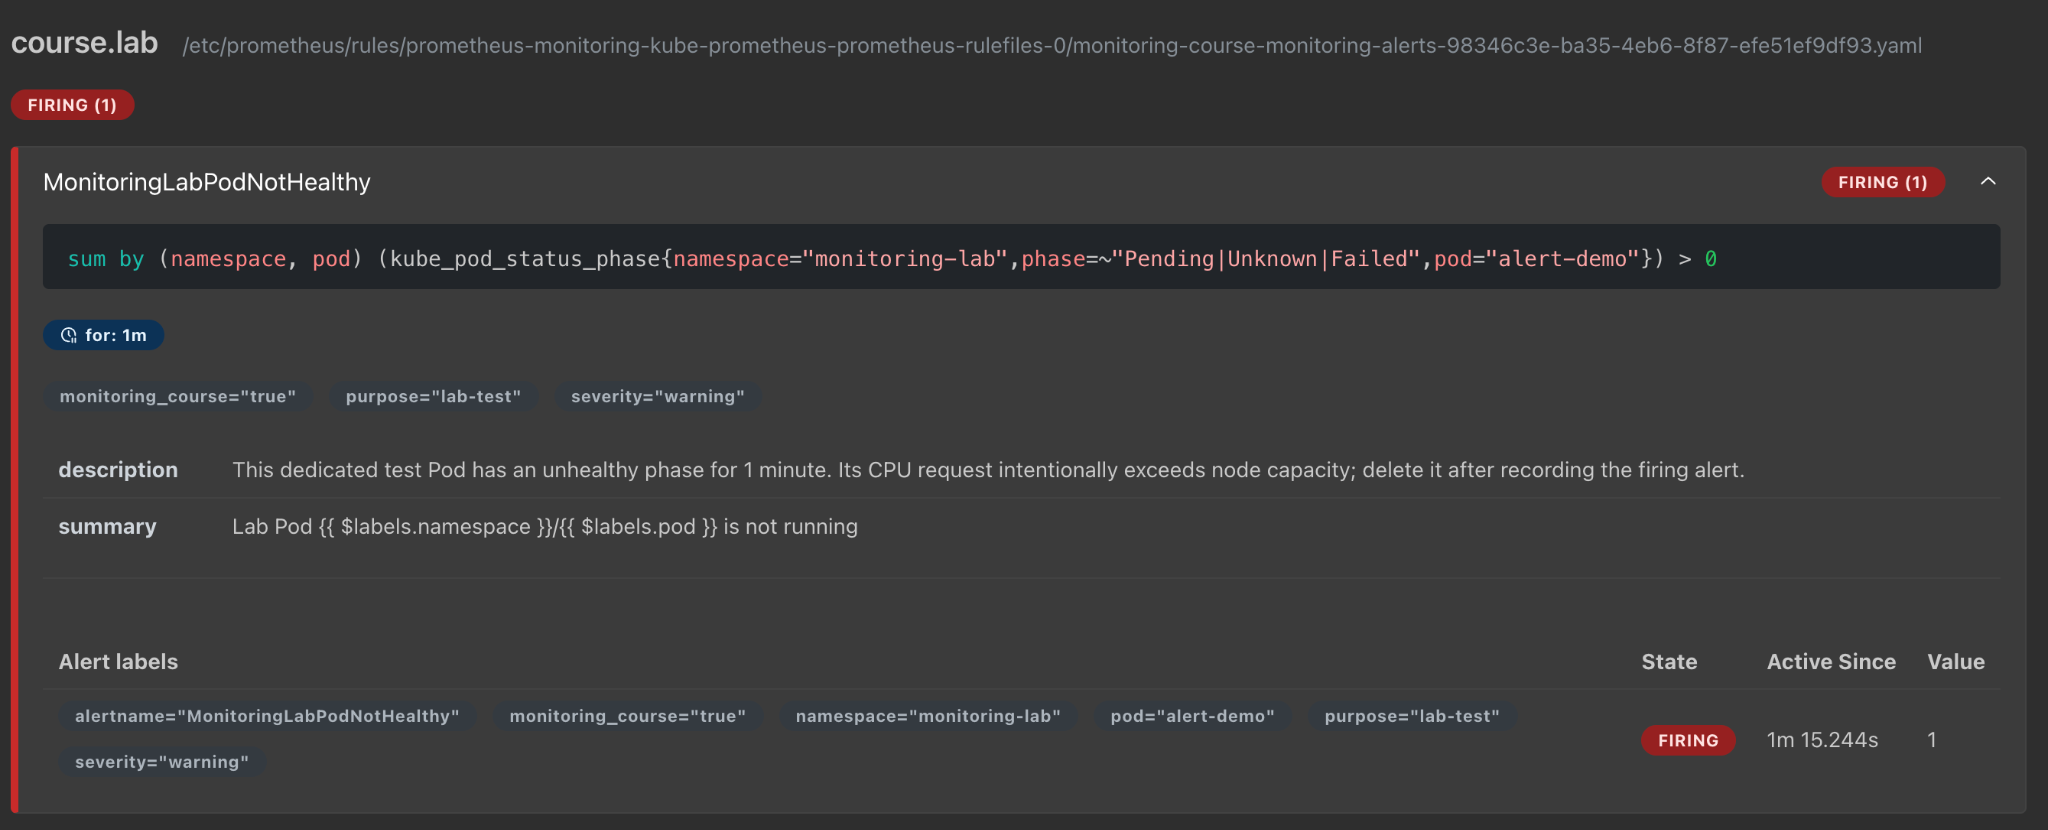 course.lab /etc/prometheus/rules/prometheus-monitoring-kube-prometheus-prometheus-rulefiles-0/monitoring-course-monitoring-alerts-98346c3e-ba35-4eb6-8f87-efe51ef9df93.yaml
FIRING (1)
MonitoringLabPodNotHealthy FIRING (1)
sum by (namespace, pod) (kube_pod_status_phase{namespace="monitoring-lab",phase=~"Pending|Unknown|Failed",pod="alert-demo"}) > 0
for: 1m
monitoring_course="true" purpose="lab-test" severity="warning"
description This dedicated test Pod has an unhealthy phase for 1 minute. Its CPU request intentionally exceeds node capacity; delete it after recording the firing alert.
summary Lab Pod {{ $labels.namespace }}/{{ $labels.pod }} is not running
Alert labels State Active Since Value
alertname="MonitoringLabPodNotHealthy" monitoring_course="true" namespace="monitoring-lab" pod="alert-demo" purpose="lab-test"
severity="warning"
FIRING 1m 15.244s 1